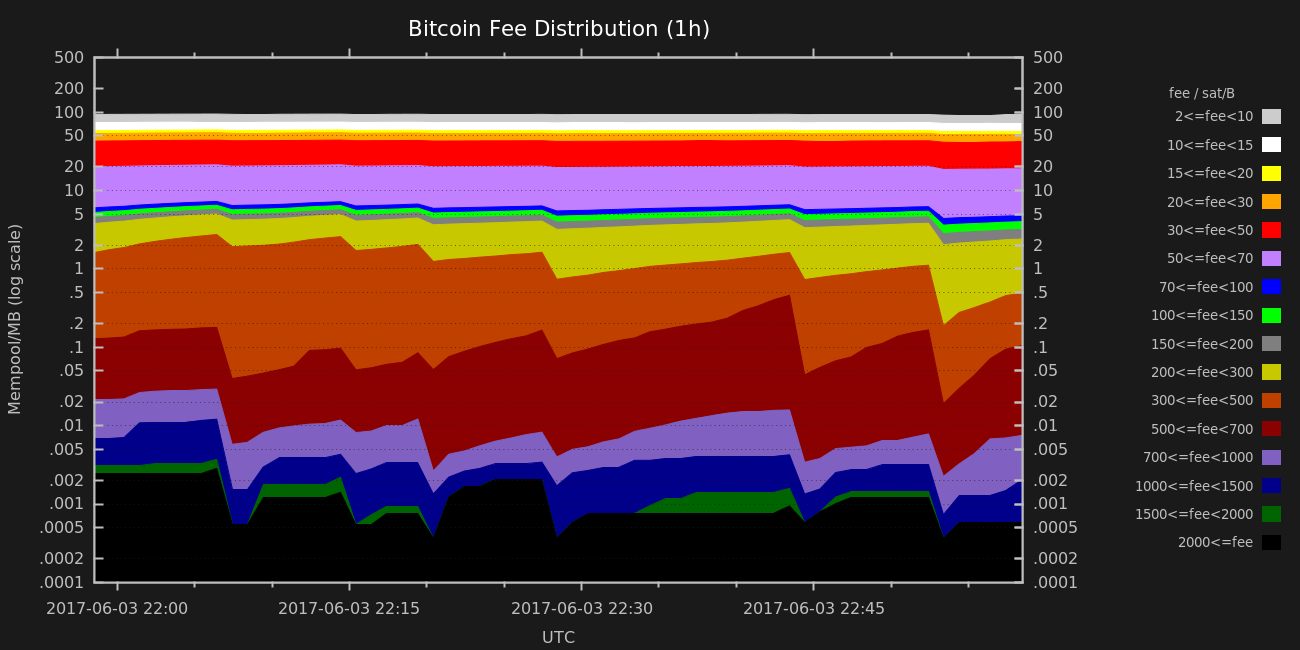 Bitcoin Fee Distribution (1h)
Mempool/MB (log scale)
500
200
100
50
20
10
5
2
1
.5
.2
.1
.05
.02
.01
.005
.002
.001
.0005
.0002
.0001
500
200
100
50
20
10
5
2
1
.5
.2
.1
.05
.02
.01
.005
.002
.001
.0005
.0002
.0001
2017-06-03 22:00
2017-06-03 22:15
2017-06-03 22:30
2017-06-03 22:45
UTC
fee / sat/B
2<=fee<10
10<=fee<15
15<=fee<20
20<=fee<30
30<=fee<50
50<=fee<70
70<=fee<100
100<=fee<150
150<=fee<200
200<=fee<300
300<=fee<500
500<=fee<700
700<=fee<1000
1000<=fee<1500
1500<=fee<2000
2000<=fee